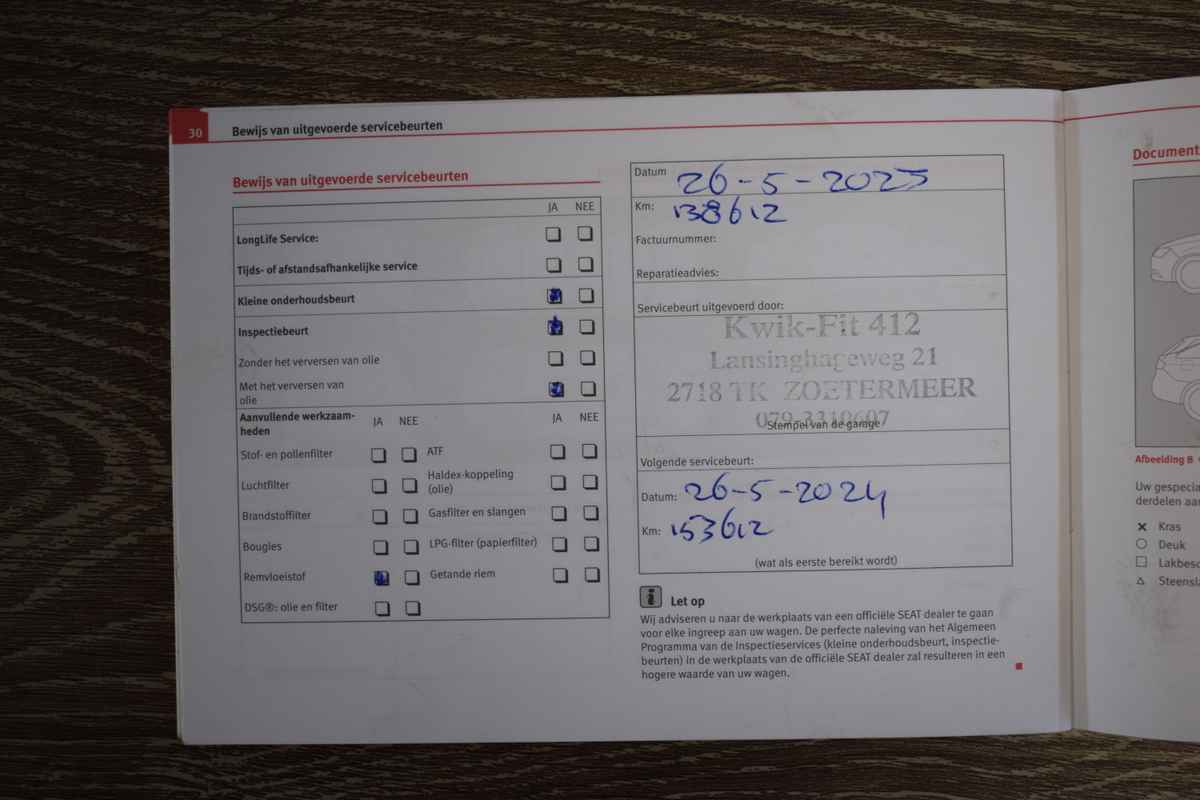 30
Bewijs van uitgevoerde servicebeurten
Bewijs van uitgevoerde servicebeurten
JA NEE
LongLife Service:
Tijds- of afstandsafhankelijke service
Kleine onderhoudsbeurt
Inspectiebeurt
Zonder het verversen van olie
Met het verversen van
olie
Aanvullende werkzaam-
heden
JA NEE
JA NEE
Stof- en pollenfilter
ATF
Luchtfilter
Haldex-koppeling
(olie)
Brandstoffilter
Gasfilter en slangen
Bougies
LPG-filter (papierfilter)
Remvloeistof
Getande riem
DSG®: olie en filter
Datum 26-5-2023
Km: 138612
Factuurnummer:
Reparatieadvies:
Servicebeurt uitgevoerd door:
Kwik-Fit 412
Lansinghageweg 21
2718 TK ZOETERMEER
079-3318607
Stempel van de garage
Volgende servicebeurt:
Datum: 26-5-2024
Km: 153612
(wat als eerste bereikt wordt)
i Let op
Wij adviseren u naar de werkplaats van een officiële SEAT dealer te gaan
voor elke ingreep aan uw wagen. De perfecte naleving van het Algemeen
Programma van de Inspectieservices (kleine onderhoudsbeurt, inspectie-
beurten) in de werkplaats van de officiële SEAT dealer zal resulteren in een
hogere waarde van uw wagen.
Document
Afbeelding 8
Uw gespecia
derdelen aa
Kras
Deuk
Lakbesc
Steensl